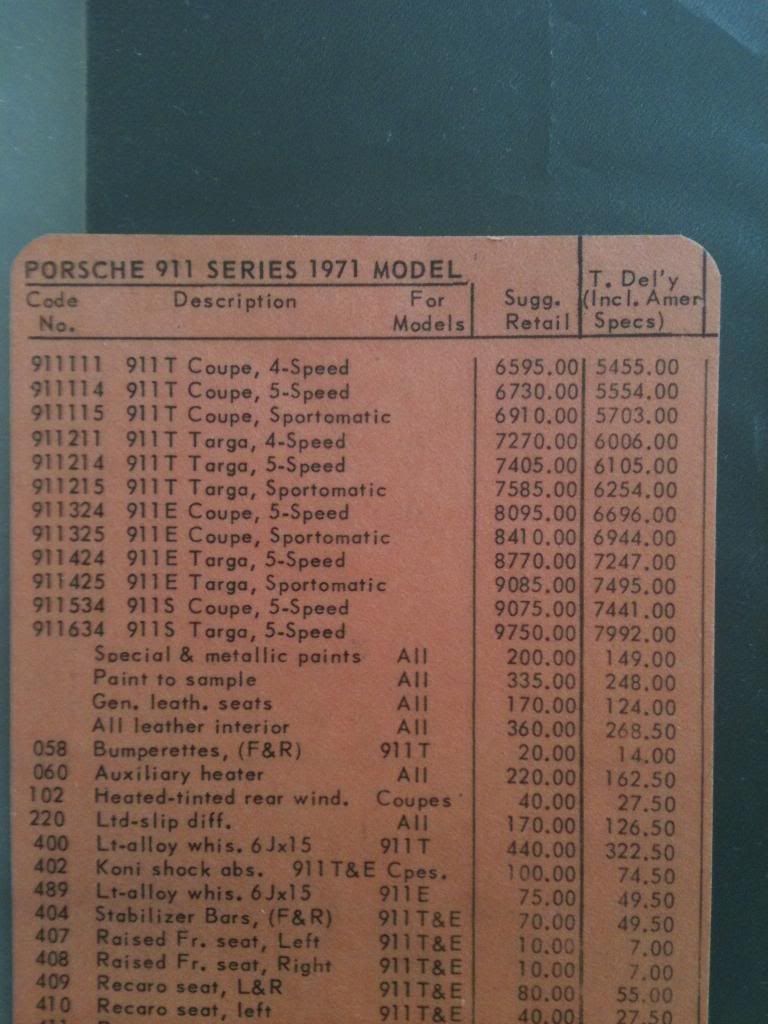 PORSCHE 911 SERIES 1971 MODEL
Code No. Description For Models Sugg. Retail T. Del'y (Incl. Amer Specs)
911111 911T Coupe, 4-Speed 6595.00 5455.00
911114 911T Coupe, 5-Speed 6730.00 5554.00
911115 911T Coupe, Sportomatic 6910.00 5703.00
911211 911T Targa, 4-Speed 7270.00 6006.00
911214 911T Targa, 5-Speed 7405.00 6105.00
911215 911T Targa, Sportomatic 7585.00 6254.00
911324 911E Coupe, 5-Speed 8095.00 6696.00
911325 911E Coupe, Sportomatic 8410.00 6944.00
911424 911E Targa, 5-Speed 8770.00 7247.00
911425 911E Targa, Sportomatic 9085.00 7495.00
911534 911S Coupe, 5-Speed 9075.00 7441.00
911634 911S Targa, 5-Speed 9750.00 7992.00
Special & metallic paints All 200.00 149.00
Paint to sample All 335.00 248.00
Gen. leath. seats All 170.00 124.00
All leather interior All 360.00 268.50
058 Bumperettes, (F&R) 911T 20.00 14.00
060 Auxiliary heater All 220.00 162.50
102 Heated-tinted rear wind. Coupes 40.00 27.50
220 Ltd-slip diff. All 170.00 126.50
400 Lt-alloy whls. 6Jx15 911T 440.00 322.50
402 Koni shock abs. 911T&E Cpes. 100.00 74.50
489 Lt-alloy whls. 6Jx15 911E 75.00 49.50
404 Stabilizer Bars, (F&R) 911T&E 70.00 49.50
407 Raised Fr. seat, Left 911T&E 10.00 7.00
408 Raised Fr. seat, Right 911T&E 10.00 7.00
409 Recaro seat, L&R 911T&E 80.00 55.00
410 Recaro seat, left 911T&E 40.00 27.50